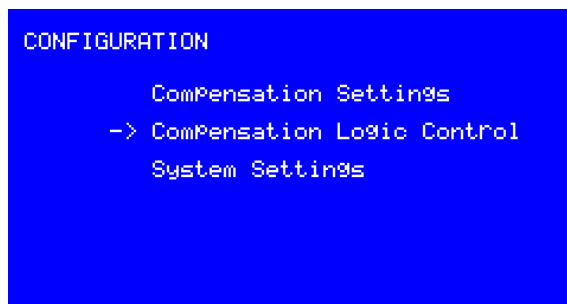 CONFIGURATION
Compensation Settings
-> Compensation Logic Control
System Settings